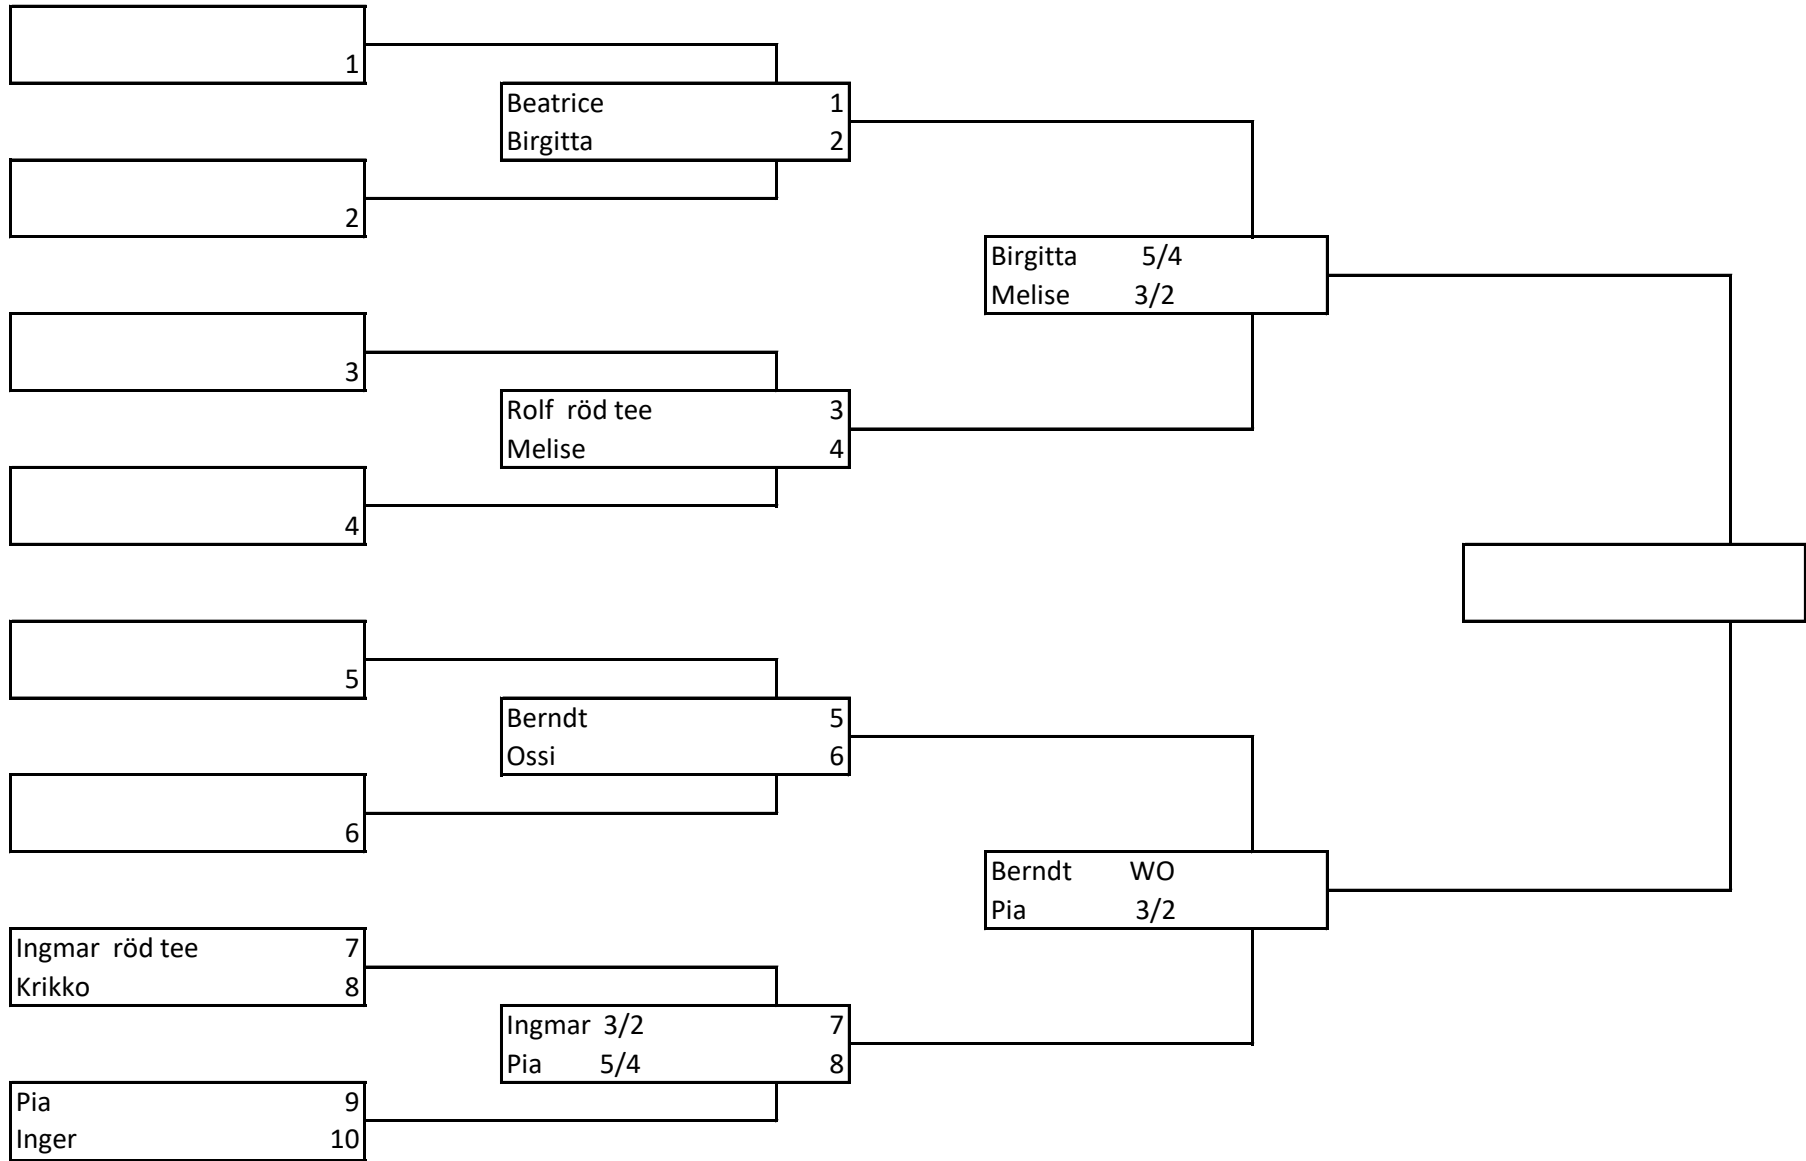 1
Beatrice 1
Birgitta 2
2
Birgitta 5/4
Melise 3/2
3
Rolf röd tee 3
Melise 4
4
5
Berndt 5
Ossi 6
6
Berndt WO
Pia 3/2
Ingmar röd tee 7
Krikko 8
Ingmar 3/2 7
Pia 5/4 8
Pia 9
Inger 10